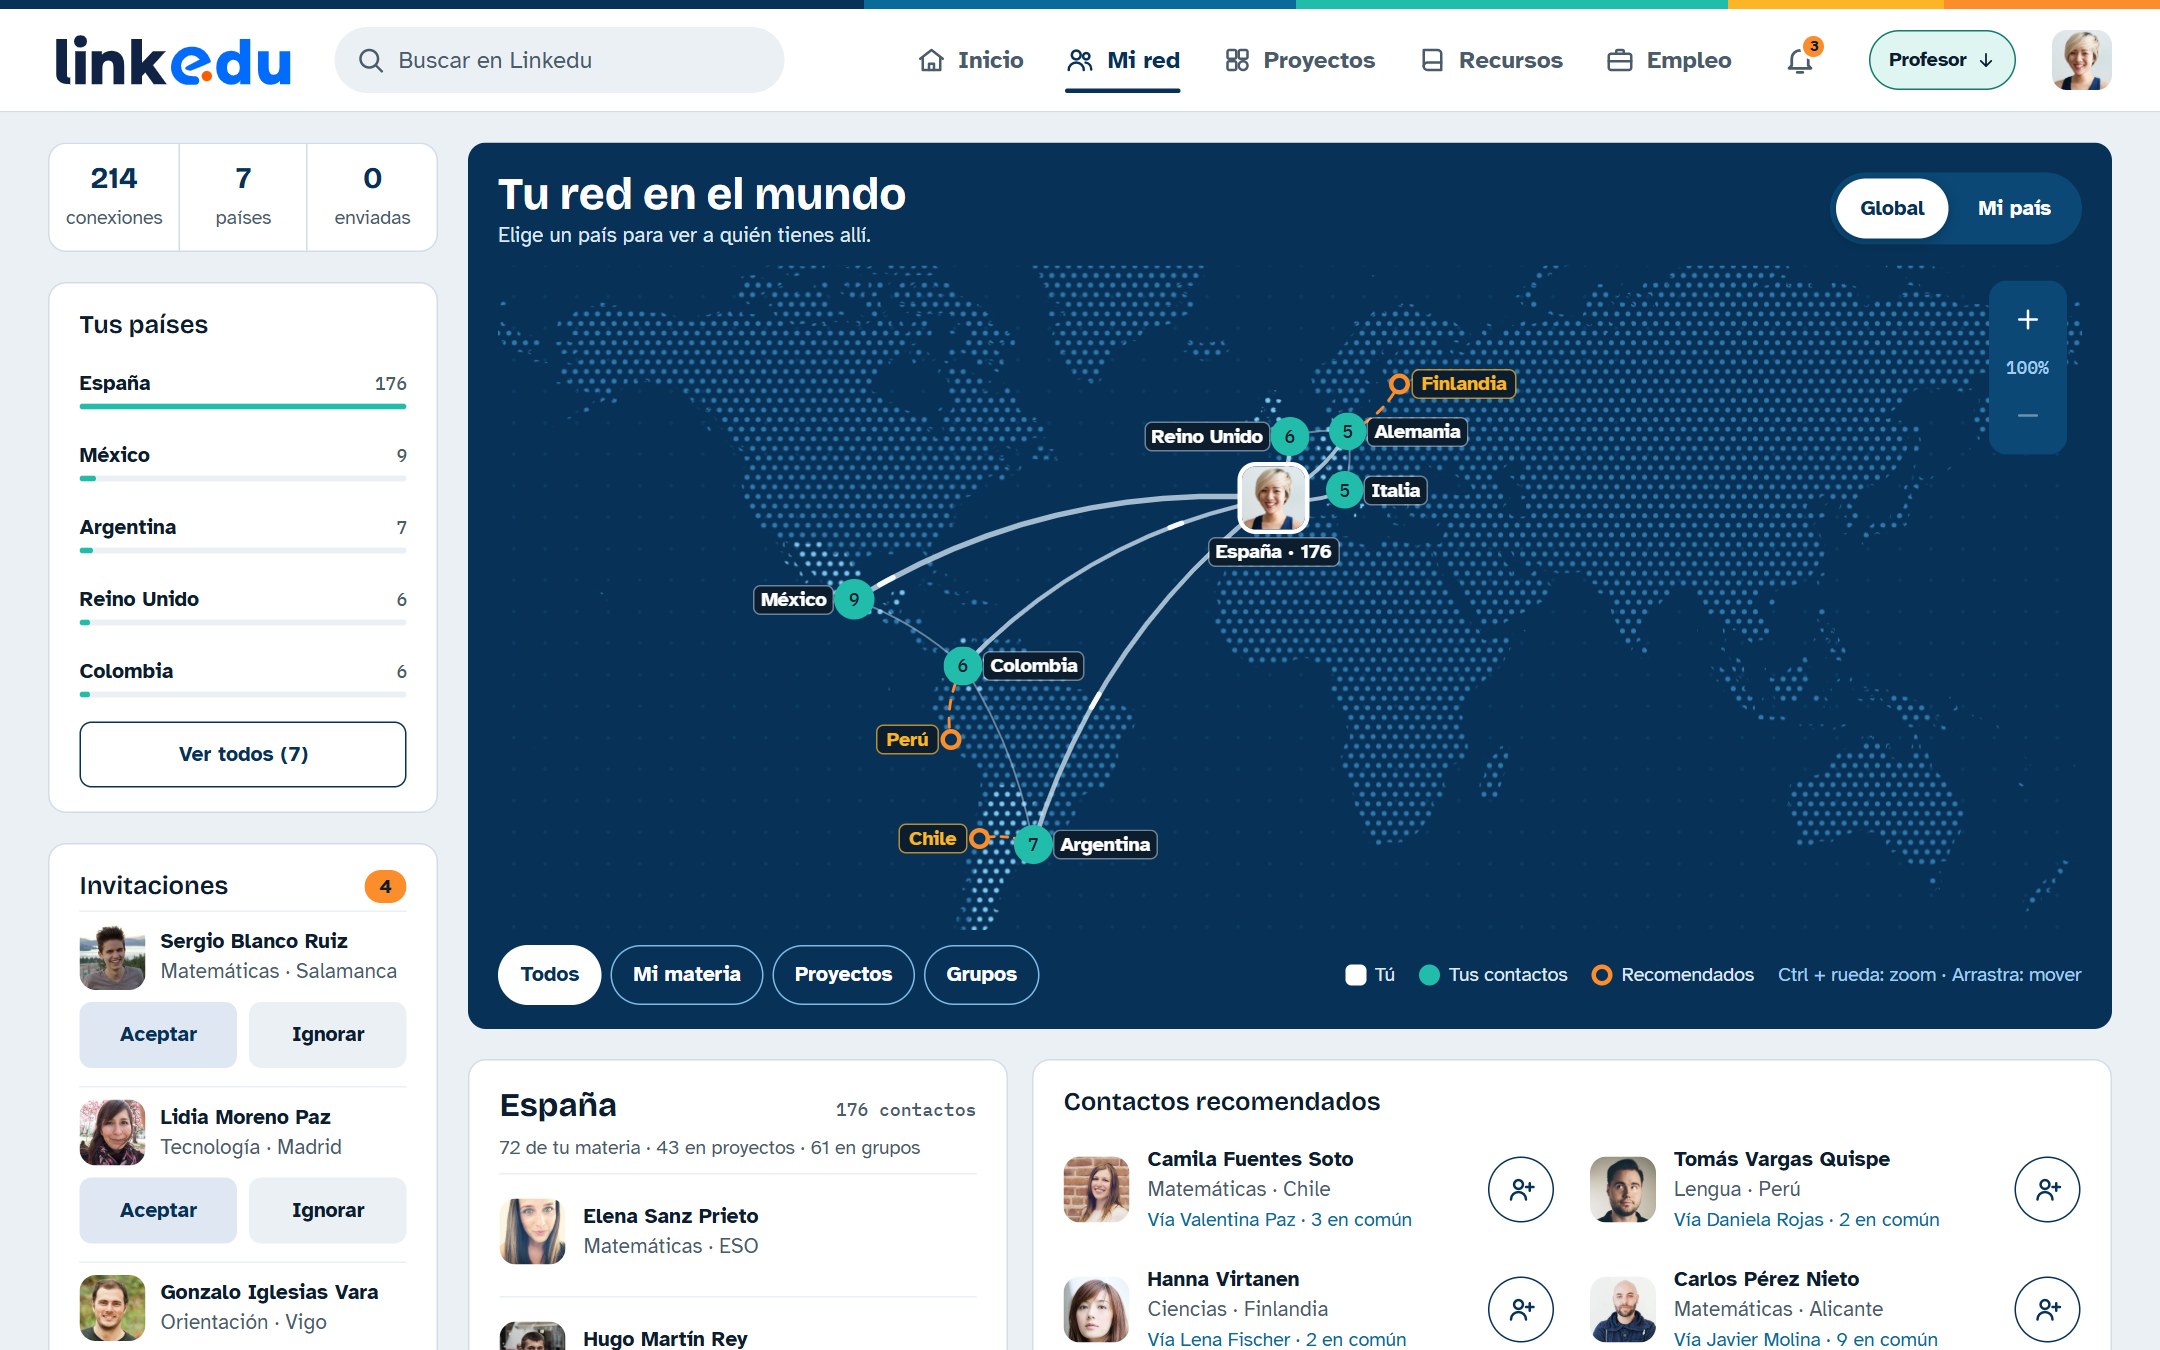 linkedu
Buscar en Linkedu
Inicio
Mi red
Proyectos
Recursos
Empleo
3
Profesor
214
conexiones
7
países
0
enviadas
Tus países
España 176
México 9
Argentina 7
Reino Unido 6
Colombia 6
Ver todos (7)
Invitaciones 4
Sergio Blanco Ruiz
Matemáticas · Salamanca
Aceptar
Ignorar
Lidia Moreno Paz
Tecnología · Madrid
Aceptar
Ignorar
Gonzalo Iglesias Vara
Orientación · Vigo
Tu red en el mundo
Elige un país para ver a quién tienes allí.
Global
Mi país
+
100%
−
Finlandia
Reino Unido 6
5 Alemania
5 Italia
España · 176
México 9
6 Colombia
Perú
Chile
7 Argentina
Todos
Mi materia
Proyectos
Grupos
Tú
Tus contactos
Recomendados
Ctrl + rueda: zoom · Arrastra: mover
España
176 contactos
72 de tu materia · 43 en proyectos · 61 en grupos
Elena Sanz Prieto
Matemáticas · ESO
Hugo Martín Rey
Contactos recomendados
Camila Fuentes Soto
Matemáticas · Chile
Vía Valentina Paz · 3 en común
Tomás Vargas Quispe
Lengua · Perú
Vía Daniela Rojas · 2 en común
Hanna Virtanen
Ciencias · Finlandia
Vía Lena Fischer · 2 en común
Carlos Pérez Nieto
Matemáticas · Alicante
Vía Javier Molina · 9 en común